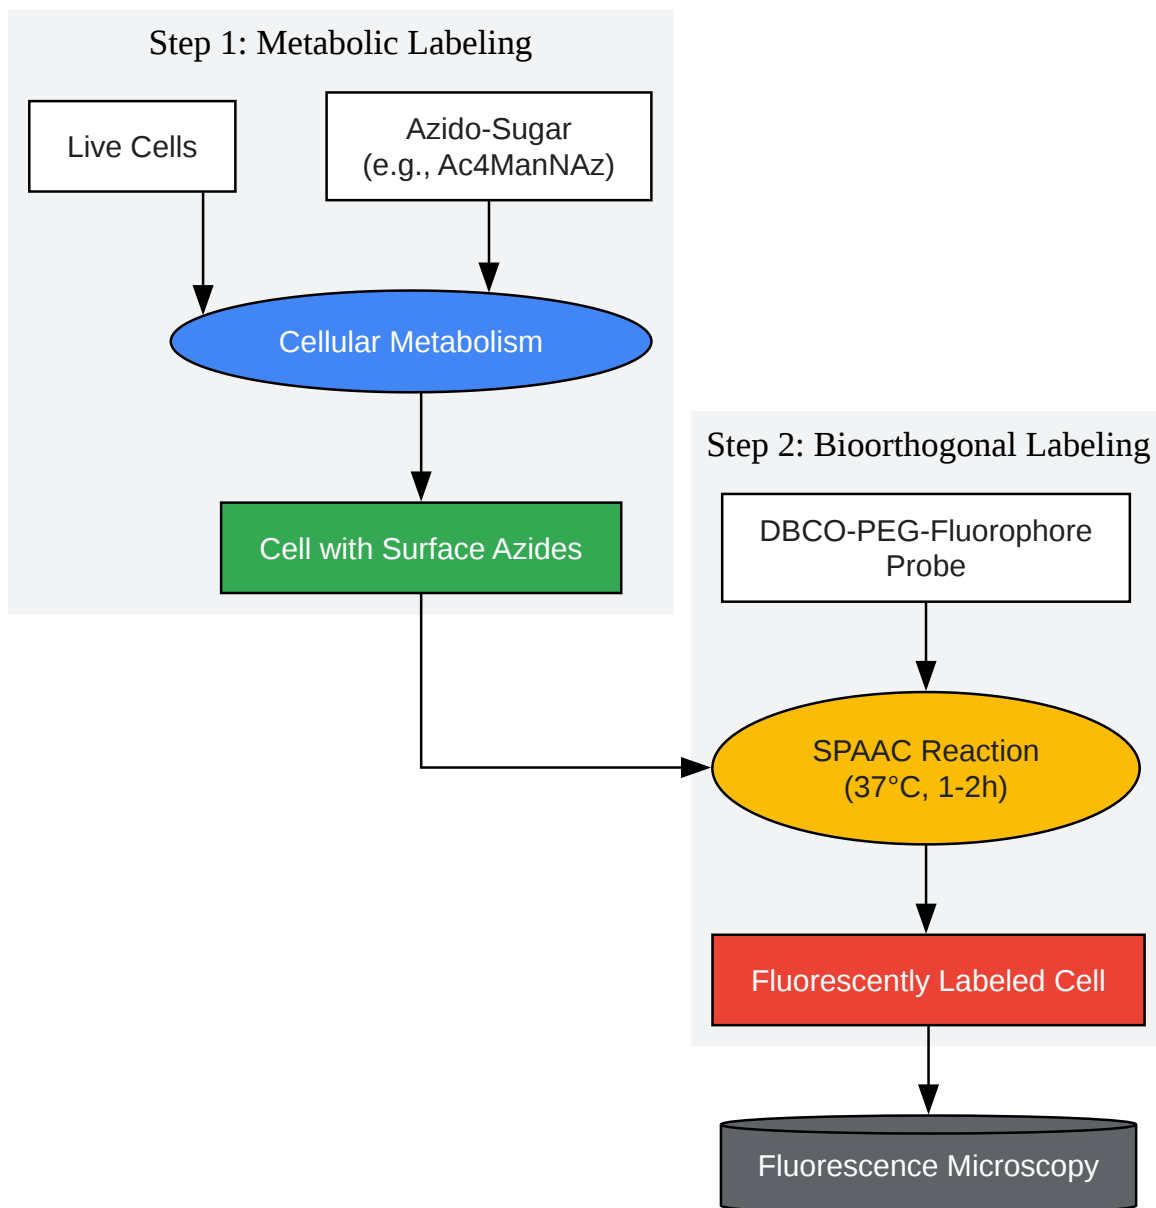 Step 1: Metabolic Labeling
Live Cells
Azido-Sugar
(e.g., Ac4ManNAz)
Cellular Metabolism
Cell with Surface Azides
Step 2: Bioorthogonal Labeling
DBCO-PEG-Fluorophore
Probe
SPAAC Reaction
(37°C, 1-2h)
Fluorescently Labeled Cell
Fluorescence Microscopy